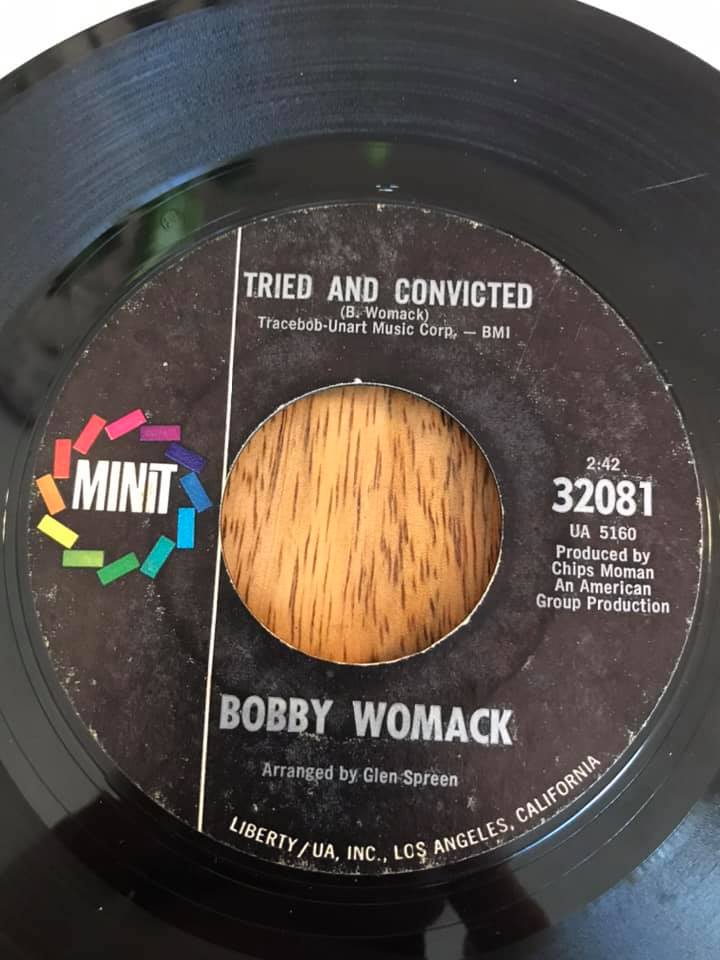 TRIED AND CONVICTED
(B. Womack)
Tracebob-Unart Music Corp. — BMI
MINiT
2:42
32081
UA 5160
Produced by
Chips Moman
An American
Group Production
BOBBY WOMACK
Arranged by Glen Spreen
LIBERTY/UA, INC., LOS ANGELES, CALIFORNIA